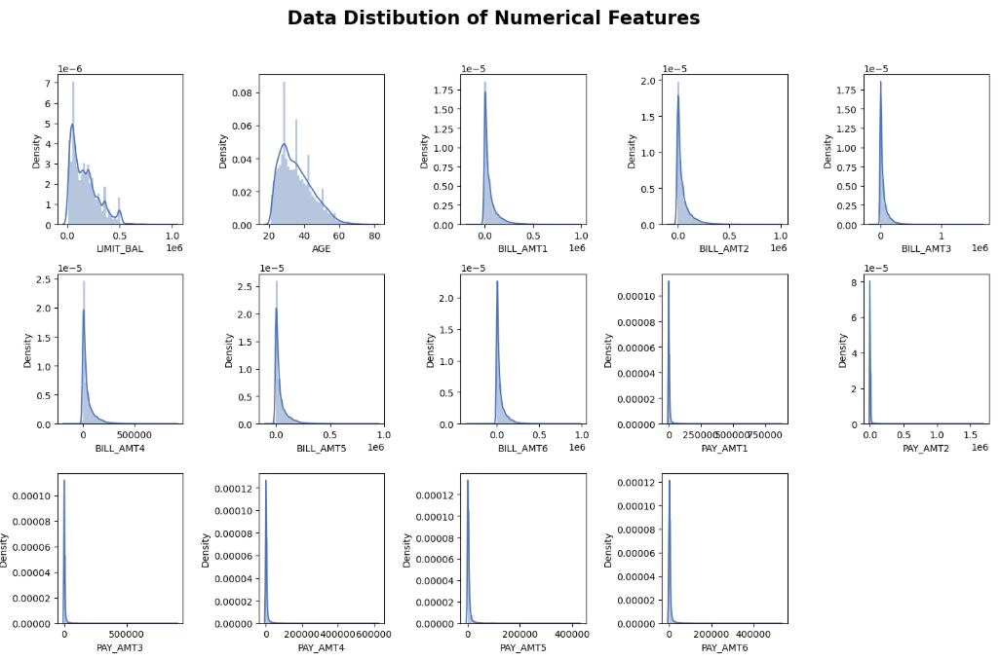 Data Distibution of Numerical Features
1e−6
7
6
5
4
3
2
1
0
Density
0.0 0.5 1.0
1e6
LIMIT_BAL
0.08
0.06
0.04
0.02
0.00
Density
20 40 60 80
AGE
1e−5
1.75
1.50
1.25
1.00
0.75
0.50
0.25
0.00
Density
0.0 0.5 1.0
1e6
BILL_AMT1
1e−5
2.0
1.5
1.0
0.5
0.0
Density
0.0 0.5 1.0
1e6
BILL_AMT2
1e−5
1.75
1.50
1.25
1.00
0.75
0.50
0.25
0.00
Density
0 1
1e6
BILL_AMT3
1e−5
2.5
2.0
1.5
1.0
0.5
0.0
Density
0 500000
BILL_AMT4
1e−5
2.5
2.0
1.5
1.0
0.5
0.0
Density
0.0 0.5 1.0
1e6
BILL_AMT5
1e−5
2.0
1.5
1.0
0.5
0.0
Density
0.0 0.5 1.0
1e6
BILL_AMT6
0.00010
0.00008
0.00006
0.00004
0.00002
0.00000
Density
0 250000 500000 750000
PAY_AMT1
1e−5
8
6
4
2
0
Density
0.0 0.5 1.0 1.5
1e6
PAY_AMT2
0.00010
0.00008
0.00006
0.00004
0.00002
0.00000
Density
0 500000
PAY_AMT3
0.00012
0.00010
0.00008
0.00006
0.00004
0.00002
0.00000
Density
0 200000 400000 600000
PAY_AMT4
0.00012
0.00010
0.00008
0.00006
0.00004
0.00002
0.00000
Density
0 200000 400000
PAY_AMT5
0.00012
0.00010
0.00008
0.00006
0.00004
0.00002
0.00000
Density
0 200000 400000
PAY_AMT6